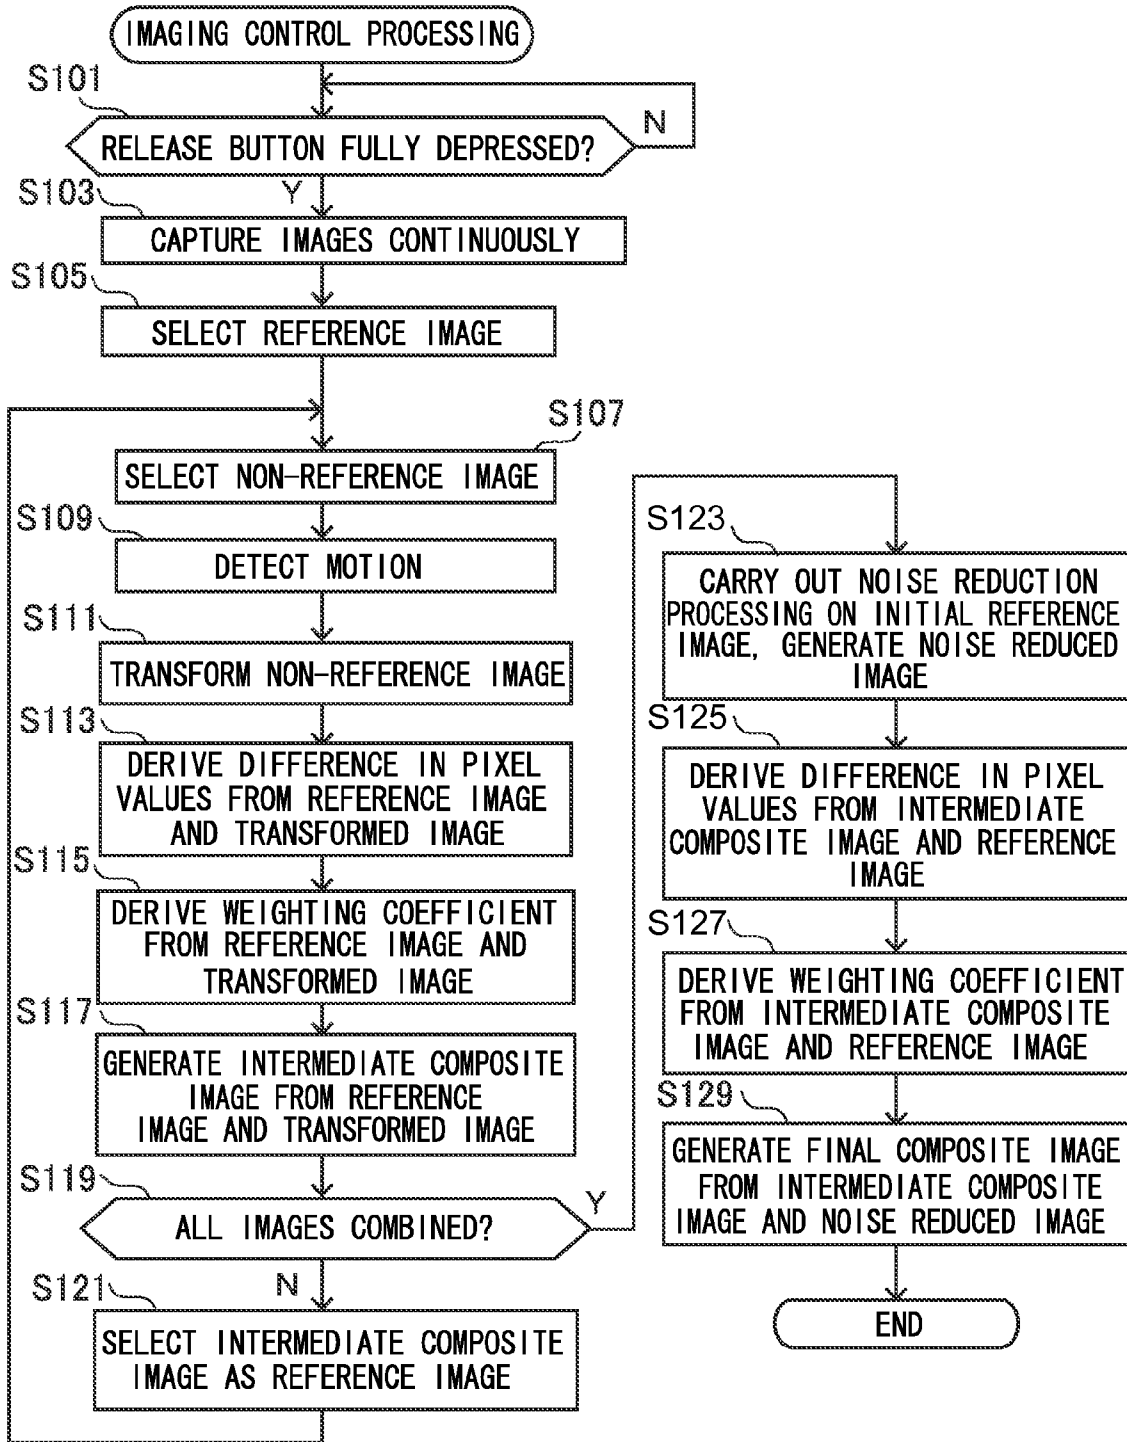 IMAGING CONTROL PROCESSING
S101
N
RELEASE BUTTON FULLY DEPRESSED?
Y
S103
CAPTURE IMAGES CONTINUOUSLY
S105
SELECT REFERENCE IMAGE
S107
SELECT NON-REFERENCE IMAGE
S109
DETECT MOTION
S111
TRANSFORM NON-REFERENCE IMAGE
S113
DERIVE DIFFERENCE IN PIXEL
VALUES FROM REFERENCE IMAGE
AND TRANSFORMED IMAGE
S115
DERIVE WEIGHTING COEFFICIENT
FROM REFERENCE IMAGE AND
TRANSFORMED IMAGE
S117
GENERATE INTERMEDIATE COMPOSITE
IMAGE FROM REFERENCE
IMAGE AND TRANSFORMED IMAGE
S119
ALL IMAGES COMBINED?
Y
N
S121
SELECT INTERMEDIATE COMPOSITE
IMAGE AS REFERENCE IMAGE
S123
CARRY OUT NOISE REDUCTION
PROCESSING ON INITIAL REFERENCE
IMAGE, GENERATE NOISE REDUCED
IMAGE
S125
DERIVE DIFFERENCE IN PIXEL
VALUES FROM INTERMEDIATE
COMPOSITE IMAGE AND REFERENCE
IMAGE
S127
DERIVE WEIGHTING COEFFICIENT
FROM INTERMEDIATE COMPOSITE
IMAGE AND REFERENCE IMAGE
S129
GENERATE FINAL COMPOSITE IMAGE
FROM INTERMEDIATE COMPOSITE
IMAGE AND NOISE REDUCED IMAGE
END